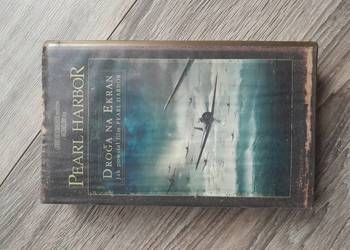 PEARL HARBOR
DROGA NA EKRAN
Jak powstał film PEARL HARBOR